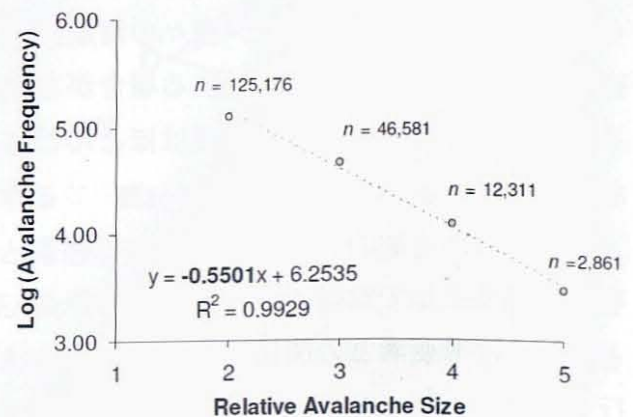 6.00
n = 125,176
5.00
n = 46,581
n = 12,311
4.00
n =2,861
y = -0.5501x + 6.2535
R² = 0.9929
3.00
1 2 3 4 5
Log (Avalanche Frequency)
Relative Avalanche Size